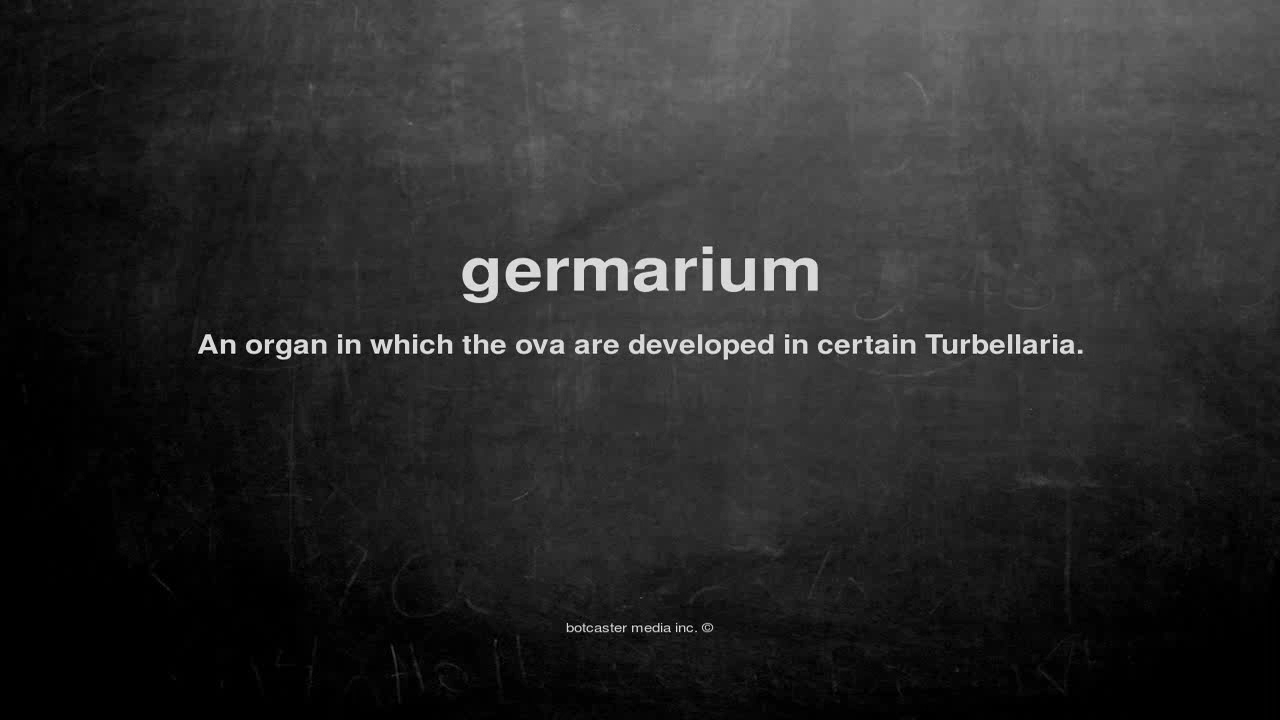 germarium
An organ in which the ova are developed in certain Turbellaria.
botcaster media inc. ©